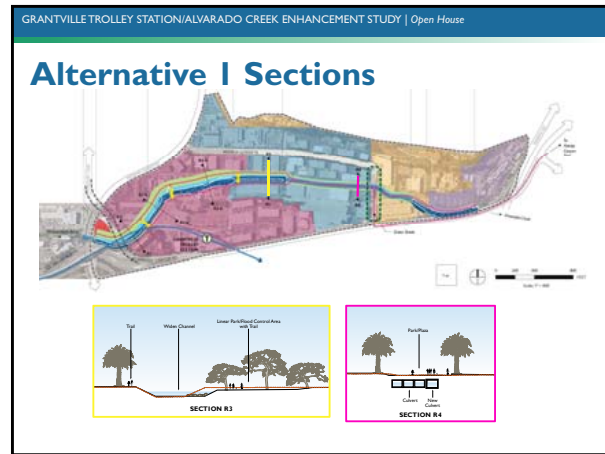 GRANTVILLE TROLLEY STATION/ALVARADO CREEK ENHANCEMENT STUDY | Open House
Alternative 1 Sections
Trail
Widen Channel
Linear Park/Flood Control Area
with Trail
SECTION R3
Park/Plaza
Culvert
New
Culvert
SECTION R4